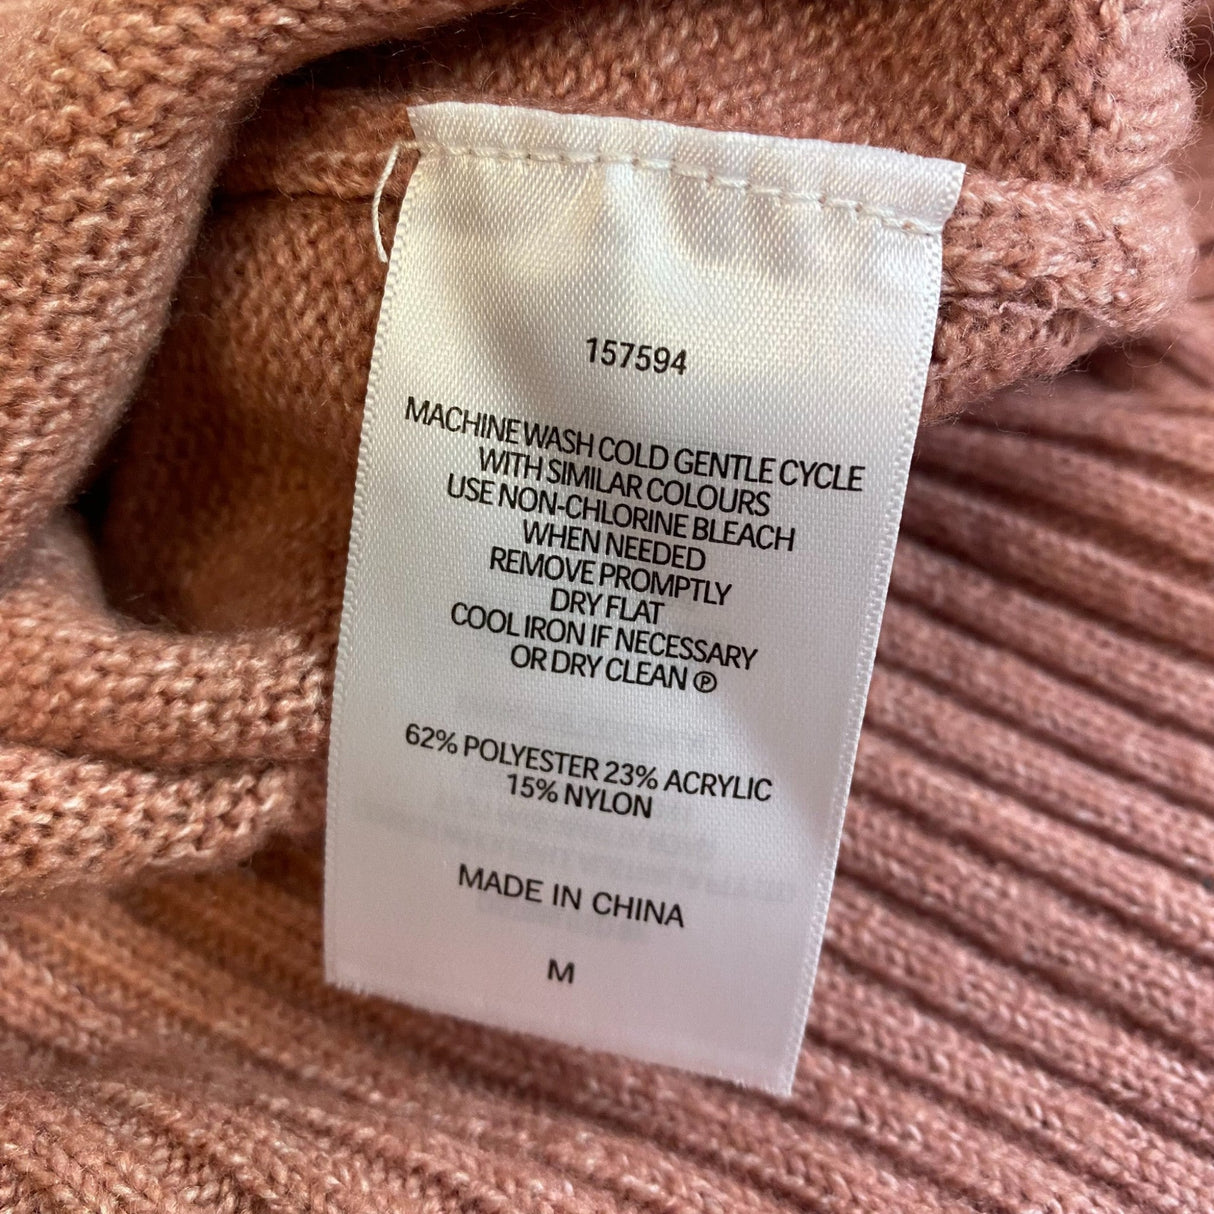 157594
MACHINE WASH COLD GENTLE CYCLE
WITH SIMILAR COLOURS
USE NON-CHLORINE BLEACH
WHEN NEEDED
REMOVE PROMPTLY
DRY FLAT
COOL IRON IF NECESSARY
OR DRY CLEAN Ⓟ
62% POLYESTER 23% ACRYLIC
15% NYLON
MADE IN CHINA
M